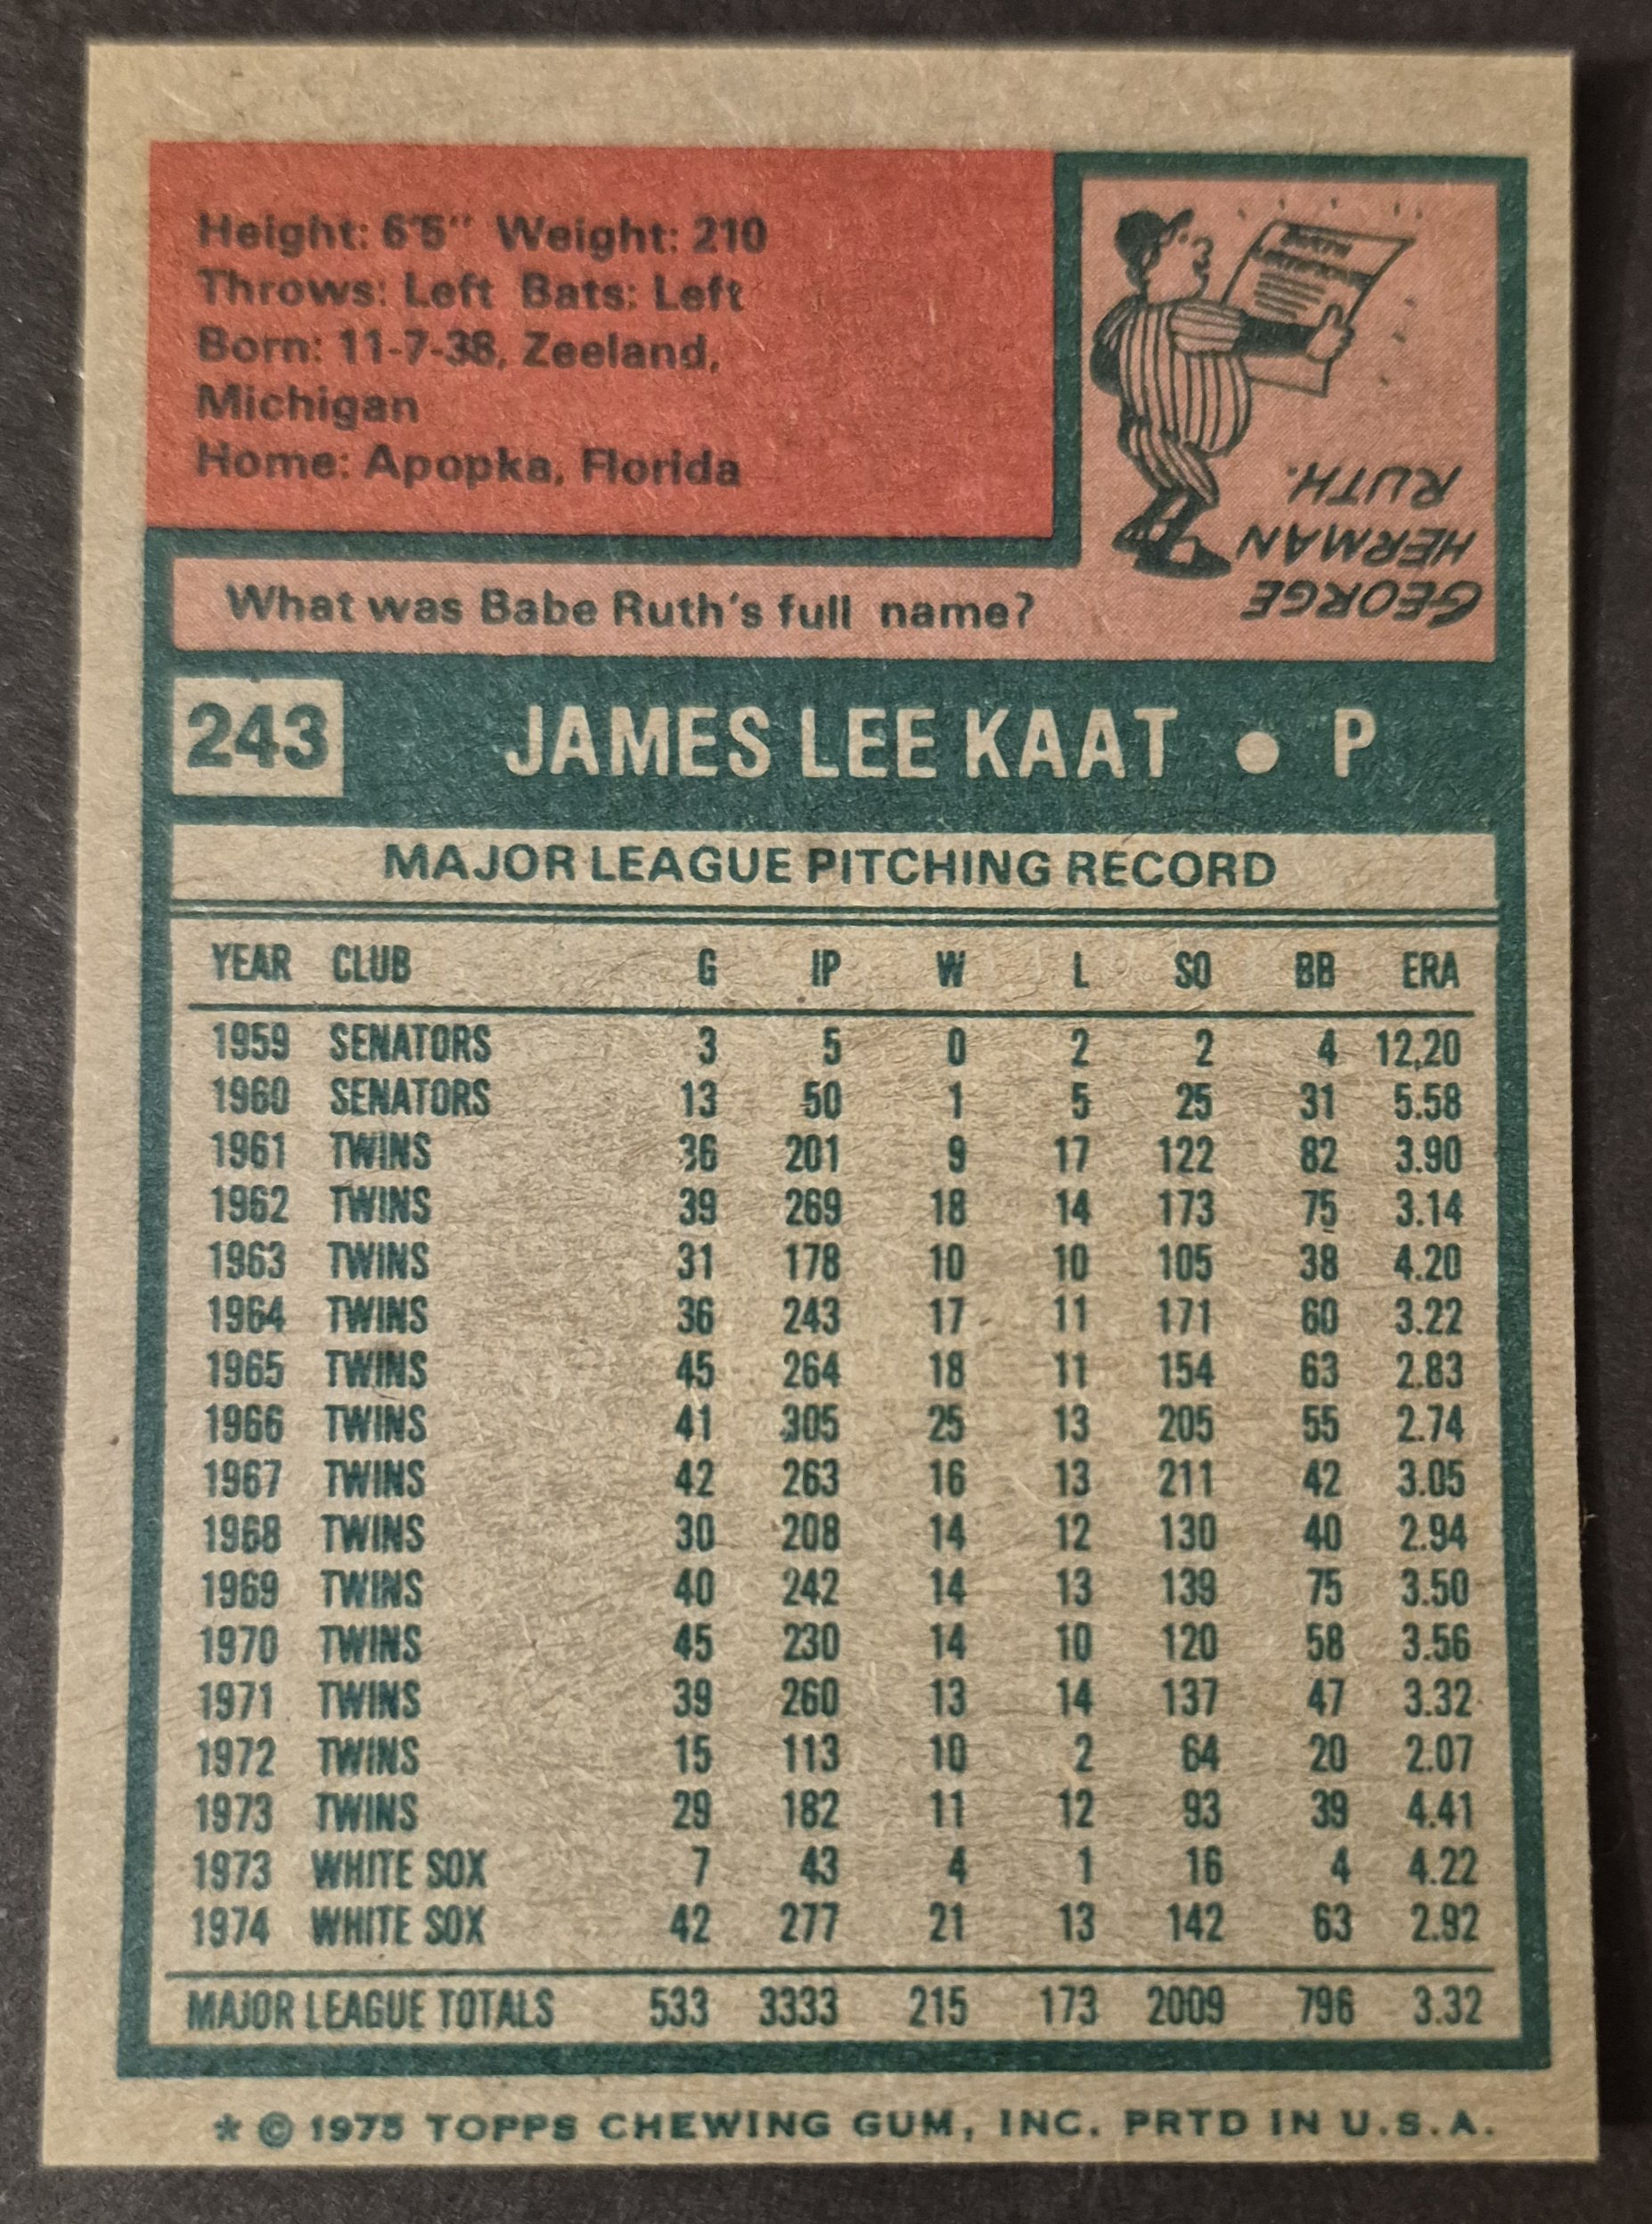 Height: 6'5" Weight: 210
Throws: Left Bats: Left
Born: 11-7-38, Zeeland,
Michigan
Home: Apopka, Florida
What was Babe Ruth's full name?
GEORGE
HERMAN
RUTH.
243 JAMES LEE KAAT • P
MAJOR LEAGUE PITCHING RECORD
YEAR CLUB G IP W L SO BB ERA
1959 SENATORS 3 5 0 2 2 4 12,20
1960 SENATORS 13 50 1 5 25 31 5.58
1961 TWINS 36 201 9 17 122 82 3.90
1962 TWINS 39 269 18 14 173 75 3.14
1963 TWINS 31 178 10 10 105 38 4.20
1964 TWINS 36 243 17 11 171 60 3.22
1965 TWINS 45 264 18 11 154 63 2.83
1966 TWINS 41 305 25 13 205 55 2.74
1967 TWINS 42 263 16 13 211 42 3.05
1968 TWINS 30 208 14 12 130 40 2.94
1969 TWINS 40 242 14 13 139 75 3.50
1970 TWINS 45 230 14 10 120 58 3.56
1971 TWINS 39 260 13 14 137 47 3.32
1972 TWINS 15 113 10 2 64 20 2.07
1973 TWINS 29 182 11 12 93 39 4.41
1973 WHITE SOX 7 43 4 1 16 4 4.22
1974 WHITE SOX 42 277 21 13 142 63 2.92
MAJOR LEAGUE TOTALS 533 3333 215 173 2009 796 3.32
* © 1975 TOPPS CHEWING GUM, INC. PRTD IN U.S.A.